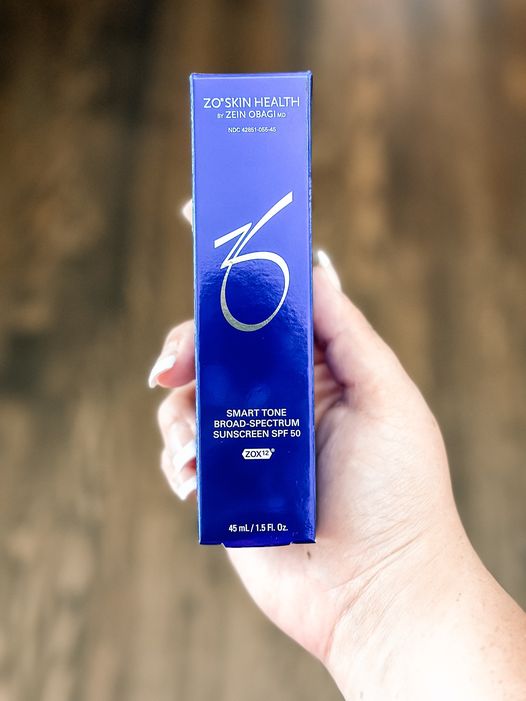 ZO® SKIN HEALTH
BY ZEIN OBAGI MD
NDC 42851-055-45
SMART TONE
BROAD-SPECTRUM
SUNSCREEN SPF 50
ZOX12®
45 mL / 1.5 Fl. Oz.